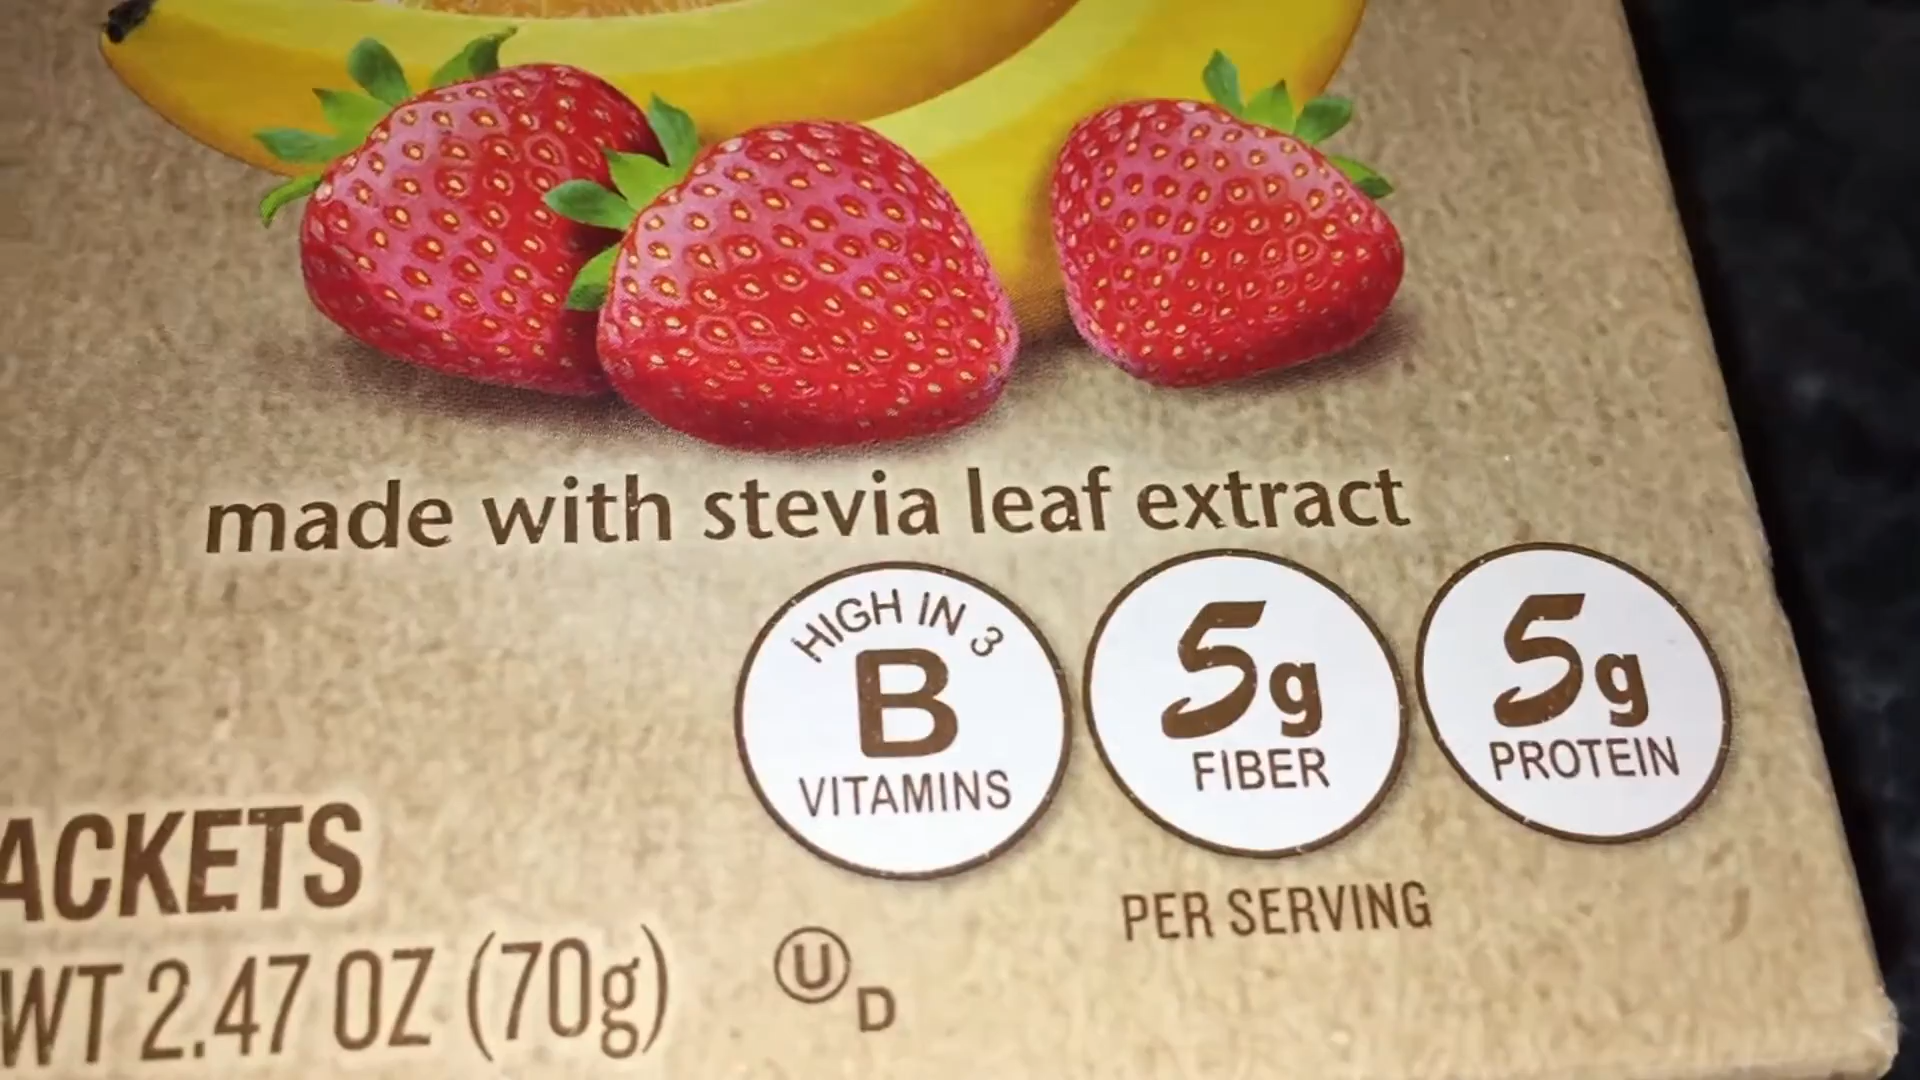 made with stevia leaf extract
HIGH IN 3
B
VITAMINS
5g
FIBER
5g
PROTEIN
PER SERVING
ACKETS
WT 2.47 OZ (70g)
U
D